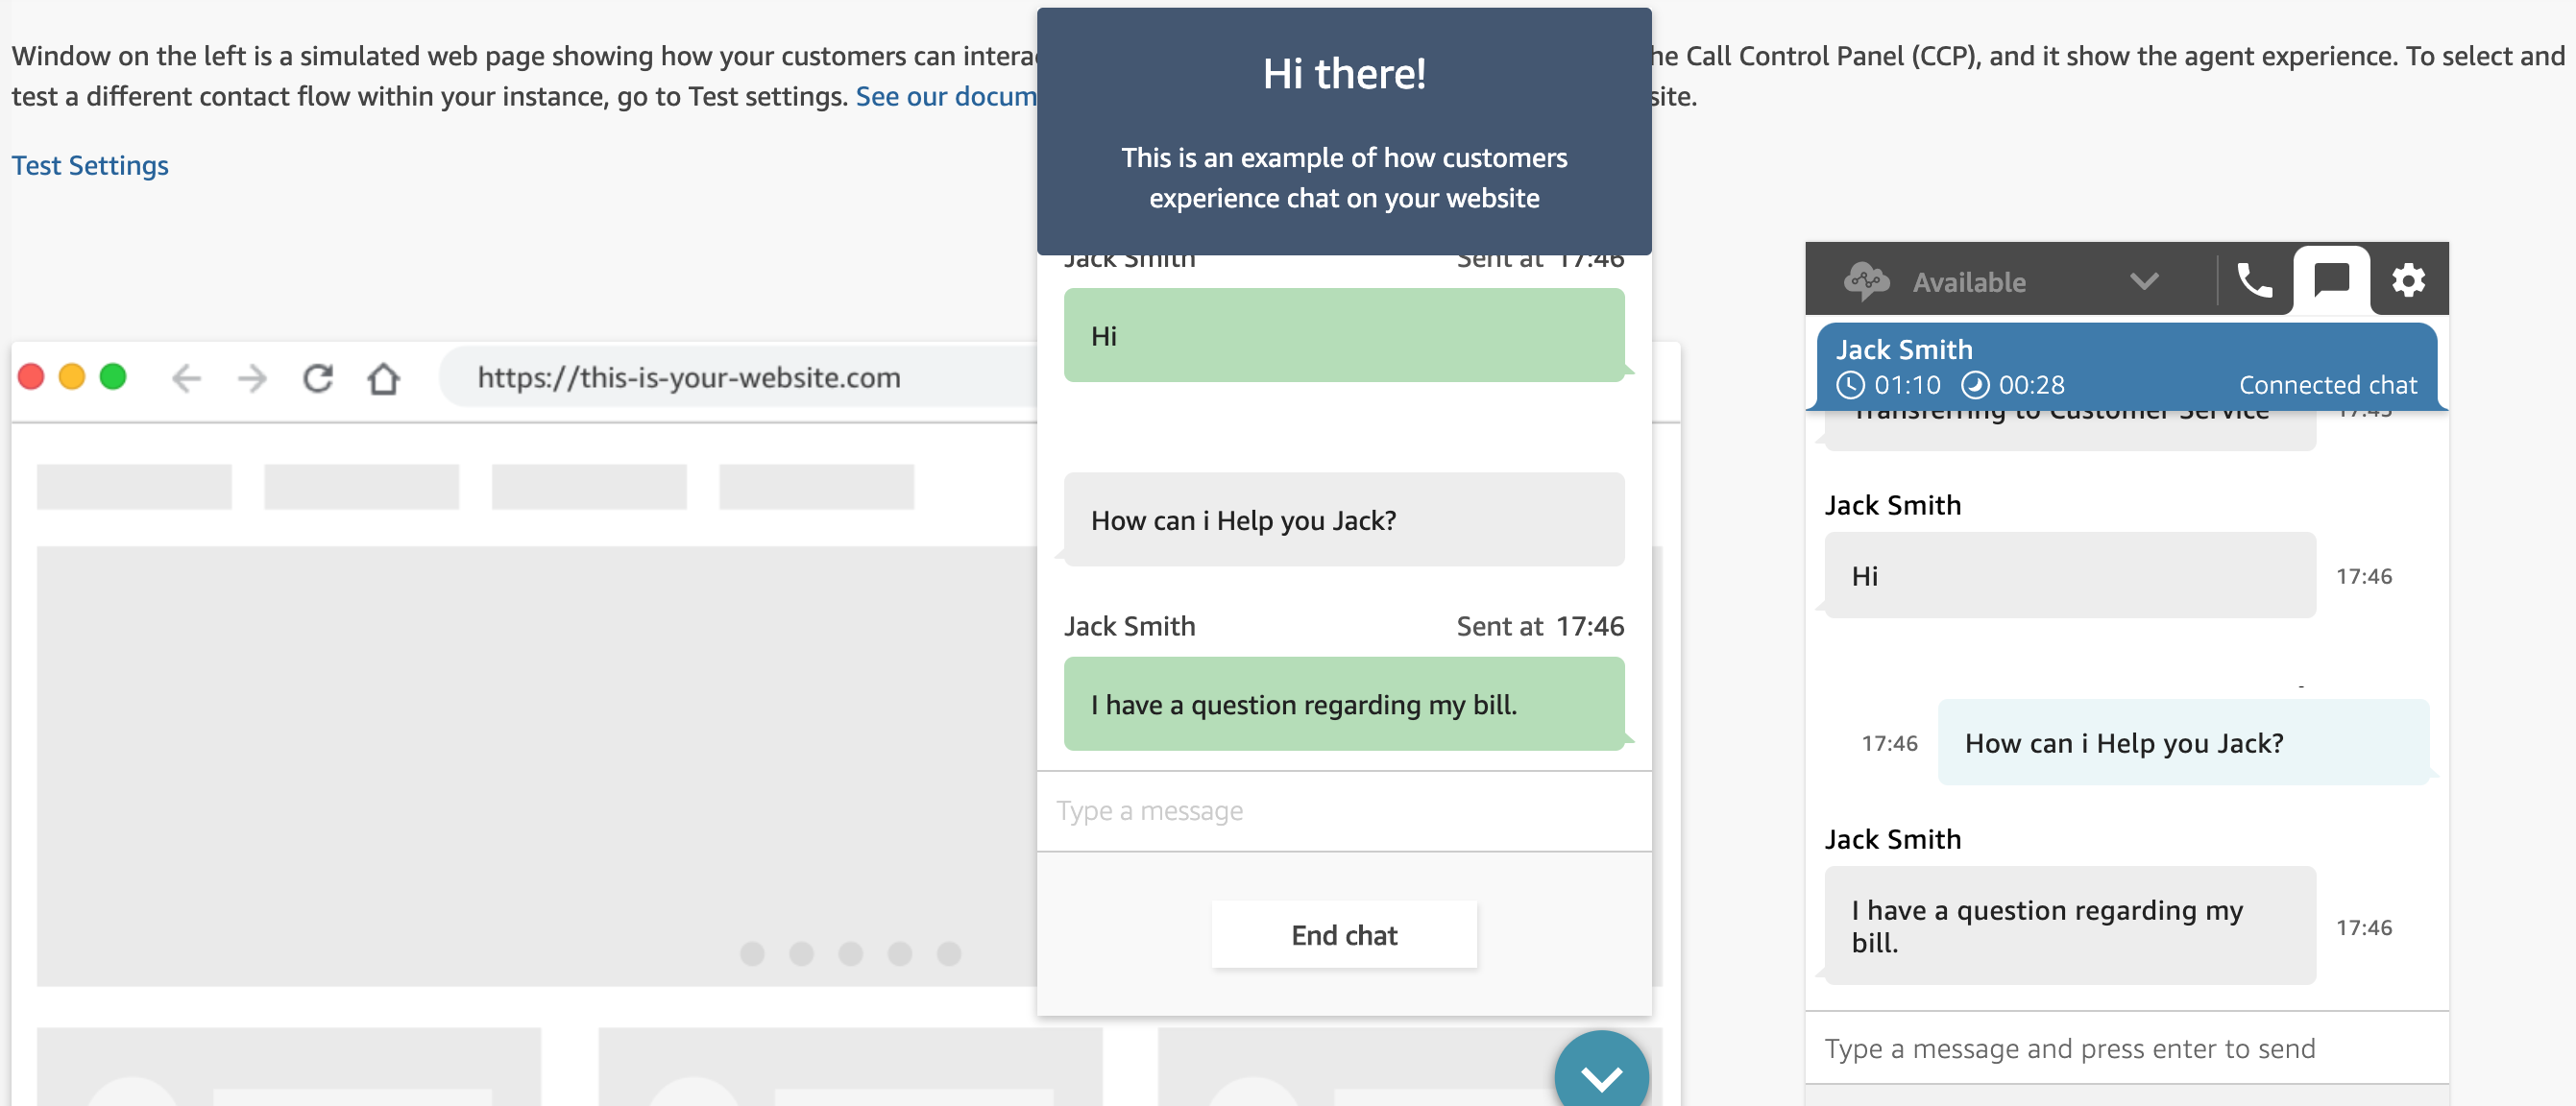 Window on the left is a simulated web page showing how your customers can intera
he Call Control Panel (CCP), and it show the agent experience. To select and
test a different contact flow within your instance, go to Test settings. See our docum
site.
Test Settings
https://this-is-your-website.com
Hi there!
This is an example of how customers
experience chat on your website
Jack Smith Sent at 17:46
Hi
How can i Help you Jack?
Jack Smith Sent at 17:46
I have a question regarding my bill.
Type a message
End chat
Available
Jack Smith
01:10 00:28 Connected chat
Transferring to Customer Service 17:45
Jack Smith
Hi 17:46
17:46 How can i Help you Jack?
Jack Smith
I have a question regarding my
bill.
17:46
Type a message and press enter to send